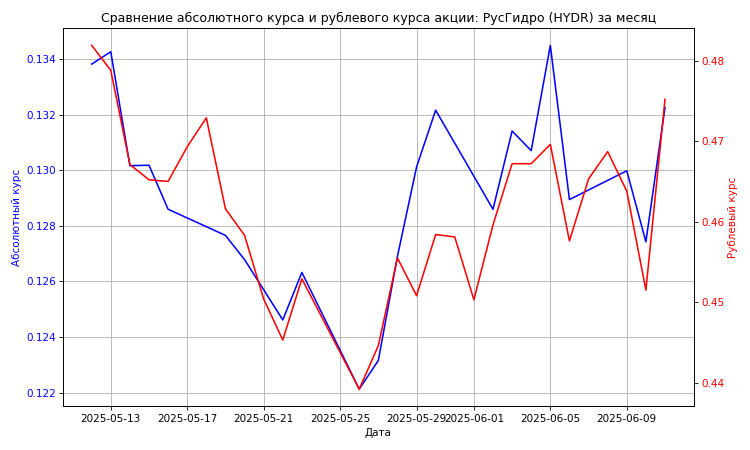 Сравнение абсолютного курса и рублевого курса акции: РусГидро (HYDR) за месяц
Абсолютный курс
0.134
0.132
0.130
0.128
0.126
0.124
0.122
0.48
0.47
0.46
0.45
0.44
Рублевый курс
2025-05-13 2025-05-17 2025-05-21 2025-05-25 2025-05-29 2025-06-01 2025-06-05 2025-06-09
Дата